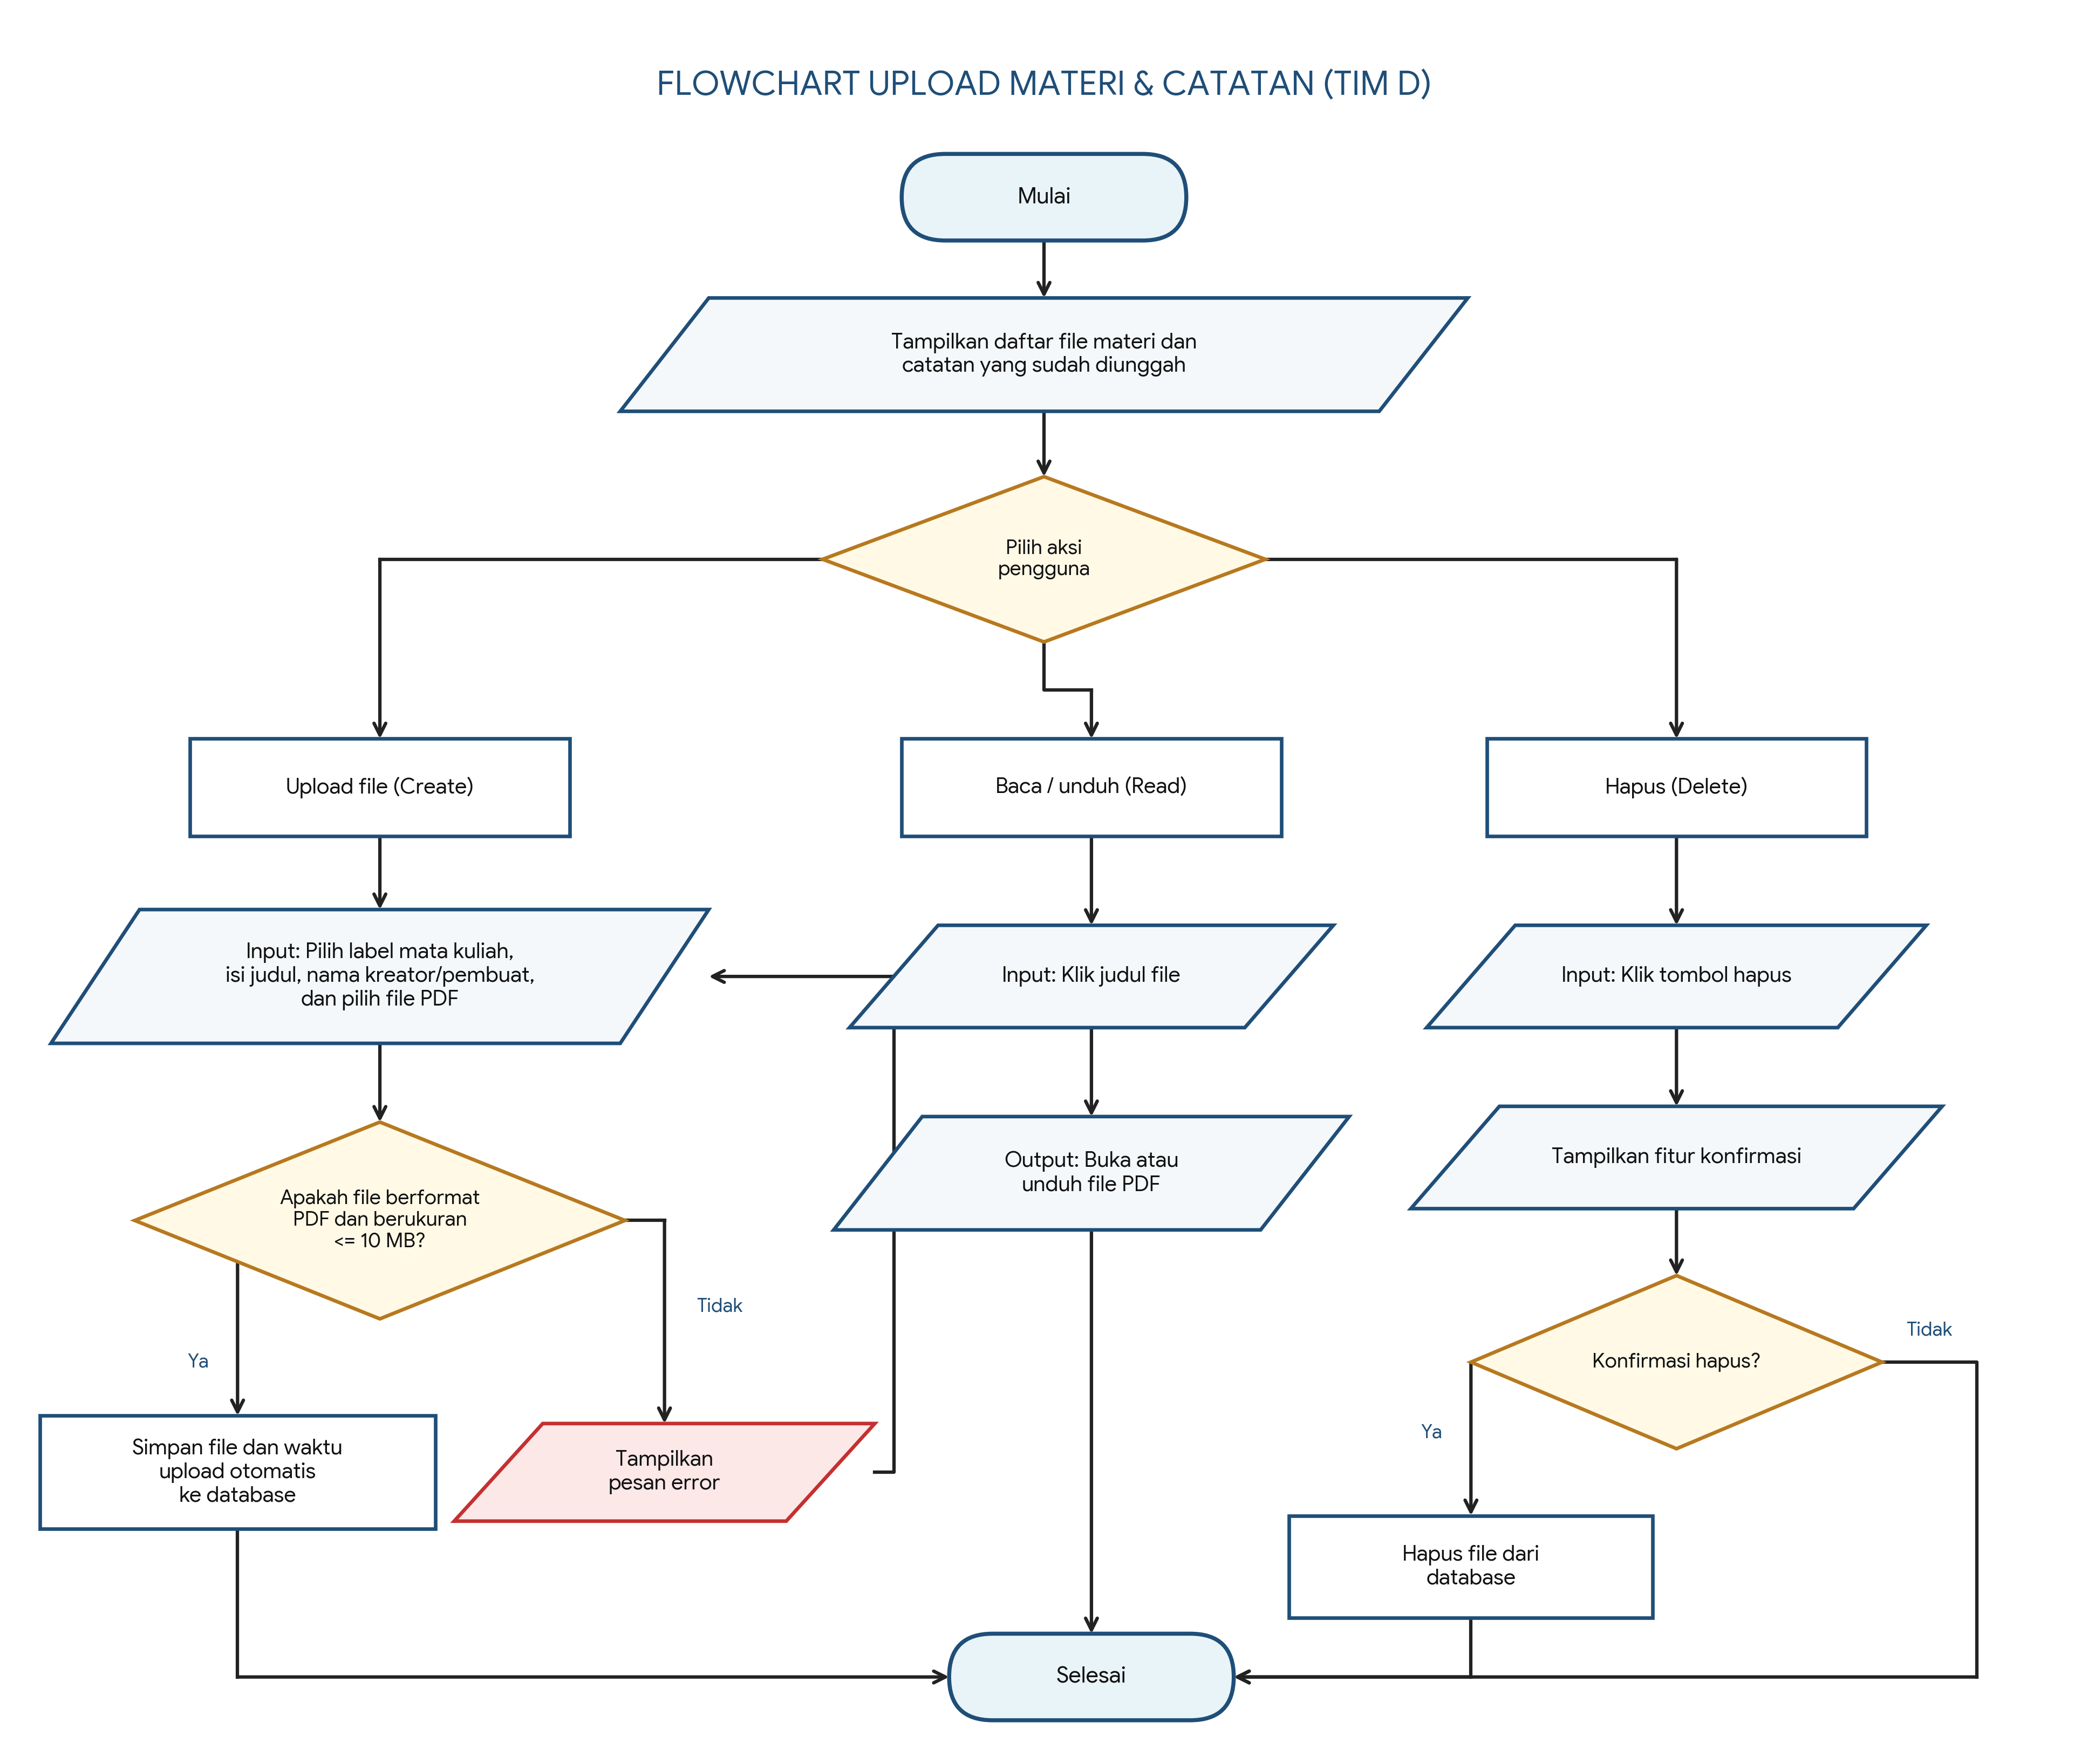 FLOWCHART UPLOAD MATERI & CATATAN (TIM D)
Mulai
Tampilkan daftar file materi dan
catatan yang sudah diunggah
Pilih aksi
pengguna
Upload file (Create)
Baca / unduh (Read)
Hapus (Delete)
Input: Pilih label mata kuliah,
isi judul, nama kreator/pembuat,
dan pilih file PDF
Input: Klik judul file
Input: Klik tombol hapus
Output: Buka atau
unduh file PDF
Tampilkan fitur konfirmasi
Apakah file berformat
PDF dan berukuran
<= 10 MB?
Tidak
Ya
Tidak
Konfirmasi hapus?
Ya
Simpan file dan waktu
upload otomatis
ke database
Tampilkan
pesan error
Hapus file dari
database
Selesai